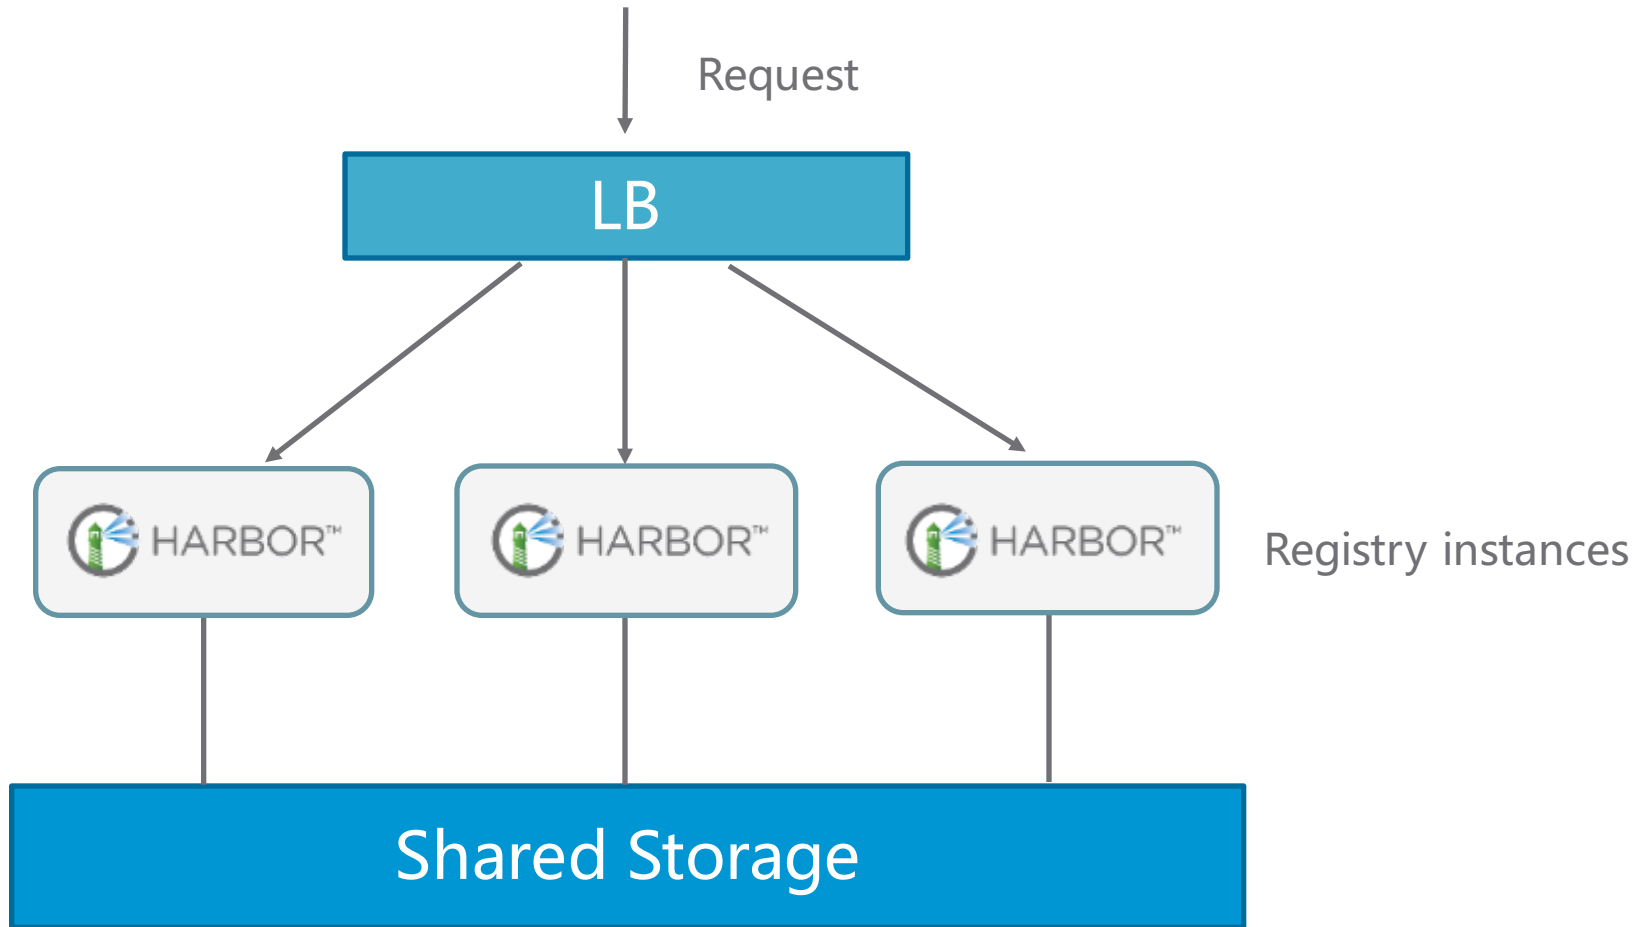 Request
LB
HARBOR™
HARBOR™
HARBOR™
Registry instances
Shared Storage